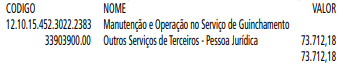 CODIGO NOME VALOR
12.10.15.452.3022.2383 Manutenção e Operação no Serviço de Guinchamento
33903900.00 Outros Serviços de Terceiros - Pessoa Jurídica 73.712,18
73.712,18